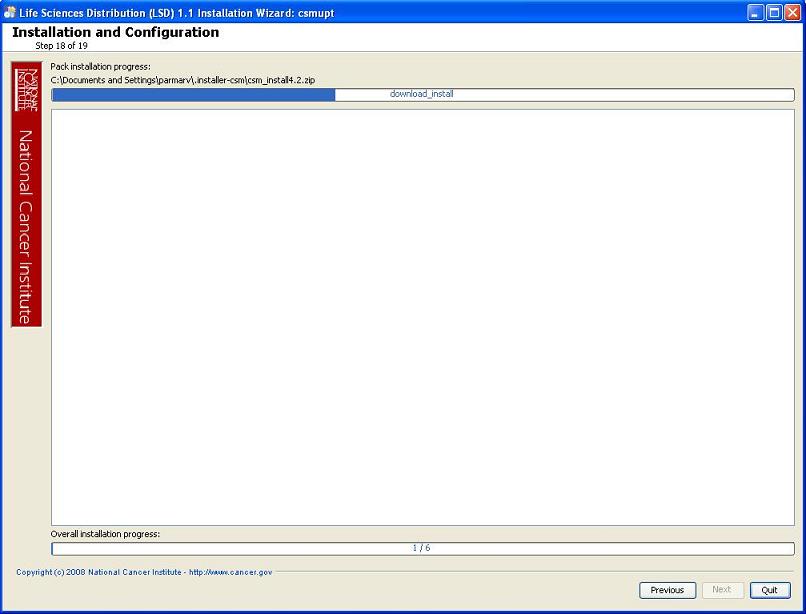 Life Sciences Distribution (LSD) 1.1 Installation Wizard: csmupt
Installation and Configuration
Step 18 of 19
Pack installation progress:
C:\Documents and Settings\parmarv\.installer-csm\csm_install4.2.zip
download_install
NATIONAL
CANCER
INSTITUTE
National Cancer Institute
Overall installation progress:
1 / 6
Copyright (c) 2008 National Cancer Institute - http://www.cancer.gov
Previous
Next
Quit